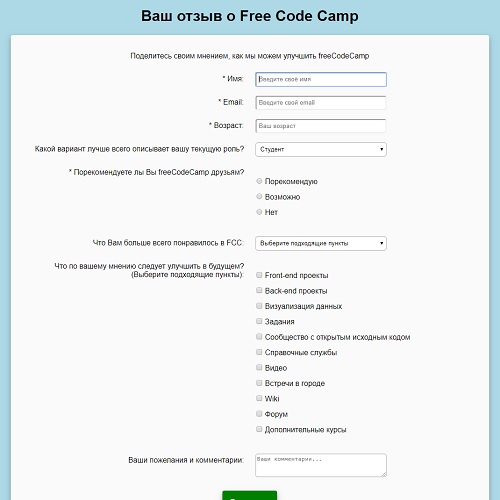 Ваш отзыв о Free Code Camp
Поделитесь своим мнением, как мы можем улучшить freeCodeCamp
* Имя:
Введите своё имя
* Email:
Введите свой email
* Возраст:
Ваш возраст
Какой вариант лучше всего описывает вашу текущую роль?
Студент
* Порекомендуете лы Вы freeCodeCamp друзьям?
Порекомендую
Возможно
Нет
Что Вам больше всего понравилось в FCC:
Выберите подходящие пункты
Что по вашему мнению следует улучшить в будущем?
(Выберите подходящие пункты):
Front-end проекты
Back-end проекты
Визуализация данных
Задания
Сообщество с открытым исходным кодом
Справочные службы
Видео
Встречи в городе
Wiki
Форум
Дополнительные курсы
Ваши пожелания и комментарии:
Ваши комментарии...